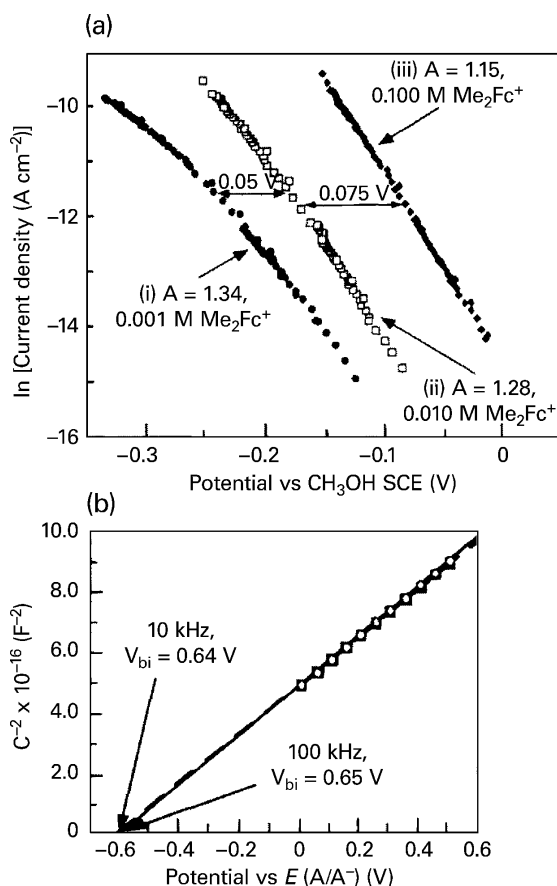 (a)
ln [Current density (A cm⁻²)]
−10
−12
−14
−16
(iii) A = 1.15,
0.100 M Me₂Fc⁺
0.05 V
0.075 V
(i) A = 1.34,
0.001 M Me₂Fc⁺
(ii) A = 1.28,
0.010 M Me₂Fc⁺
−0.3 −0.2 −0.1 0
Potential vs CH₃OH SCE (V)
(b)
C⁻² x 10⁻¹⁶ (F⁻²)
10.0
8.0
6.0
4.0
2.0
0
10 kHz,
V_bi = 0.64 V
100 kHz,
V_bi = 0.65 V
−0.6 −0.4 −0.2 0 0.2 0.4 0.6
Potential vs E (A/A⁻) (V)